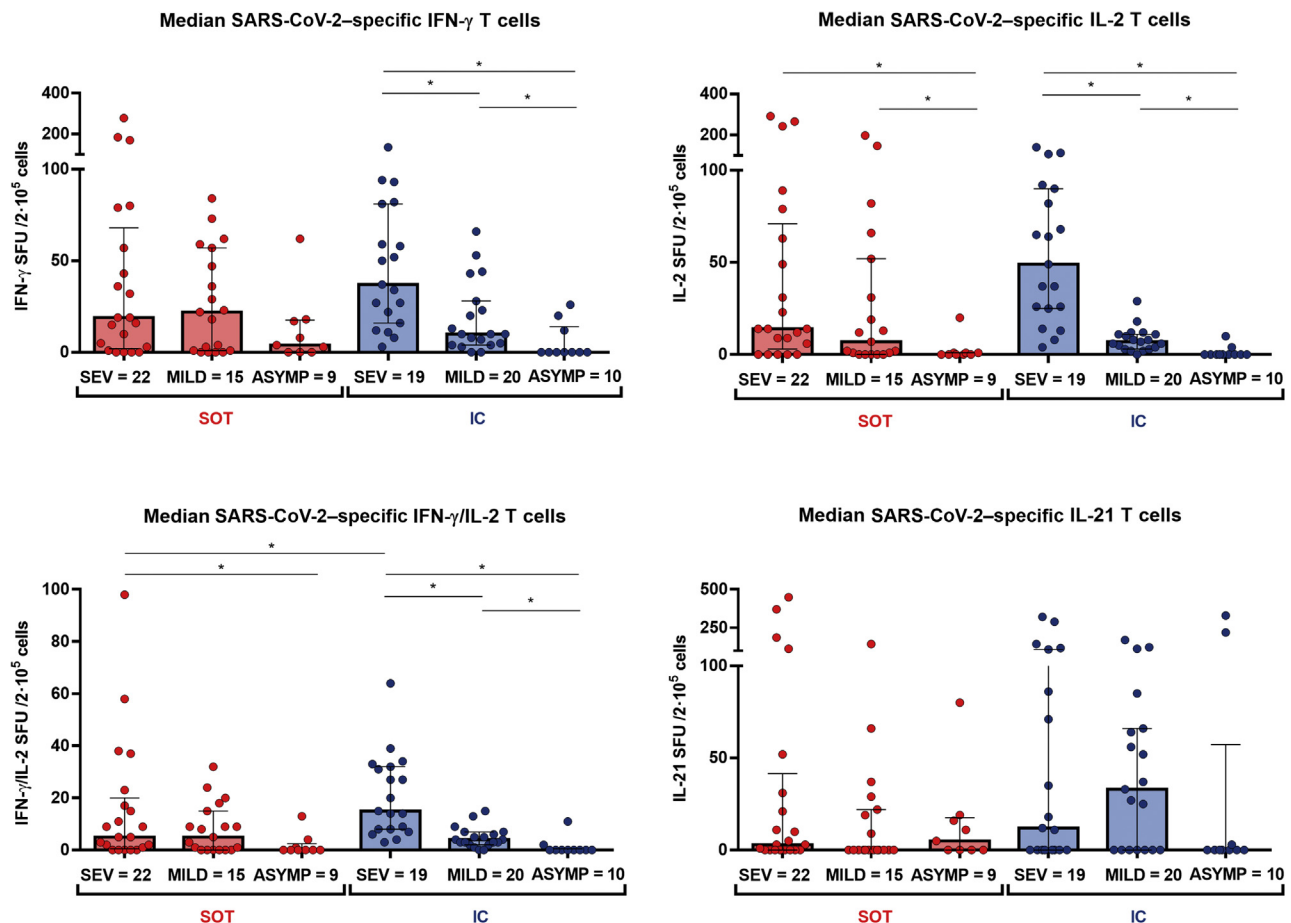 Median SARS-CoV-2–specific IFN-γ T cells
IFN-γ SFU /2·10⁵ cells
400
200
100
50
0
* * *
SEV = 22 MILD = 15 ASYMP = 9 SEV = 19 MILD = 20 ASYMP = 10
SOT IC
Median SARS-CoV-2–specific IL-2 T cells
IL-2 SFU /2·10⁵ cells
400
200
100
50
0
* * * * *
SEV = 22 MILD = 15 ASYMP = 9 SEV = 19 MILD = 20 ASYMP = 10
SOT IC
Median SARS-CoV-2–specific IFN-γ/IL-2 T cells
IFN-γ/IL-2 SFU /2·10⁵ cells
100
80
60
40
20
0
* * * * *
SEV = 22 MILD = 15 ASYMP = 9 SEV = 19 MILD = 20 ASYMP = 10
SOT IC
Median SARS-CoV-2–specific IL-21 T cells
IL-21 SFU /2·10⁵ cells
500
250
100
50
0
SEV = 22 MILD = 15 ASYMP = 9 SEV = 19 MILD = 20 ASYMP = 10
SOT IC